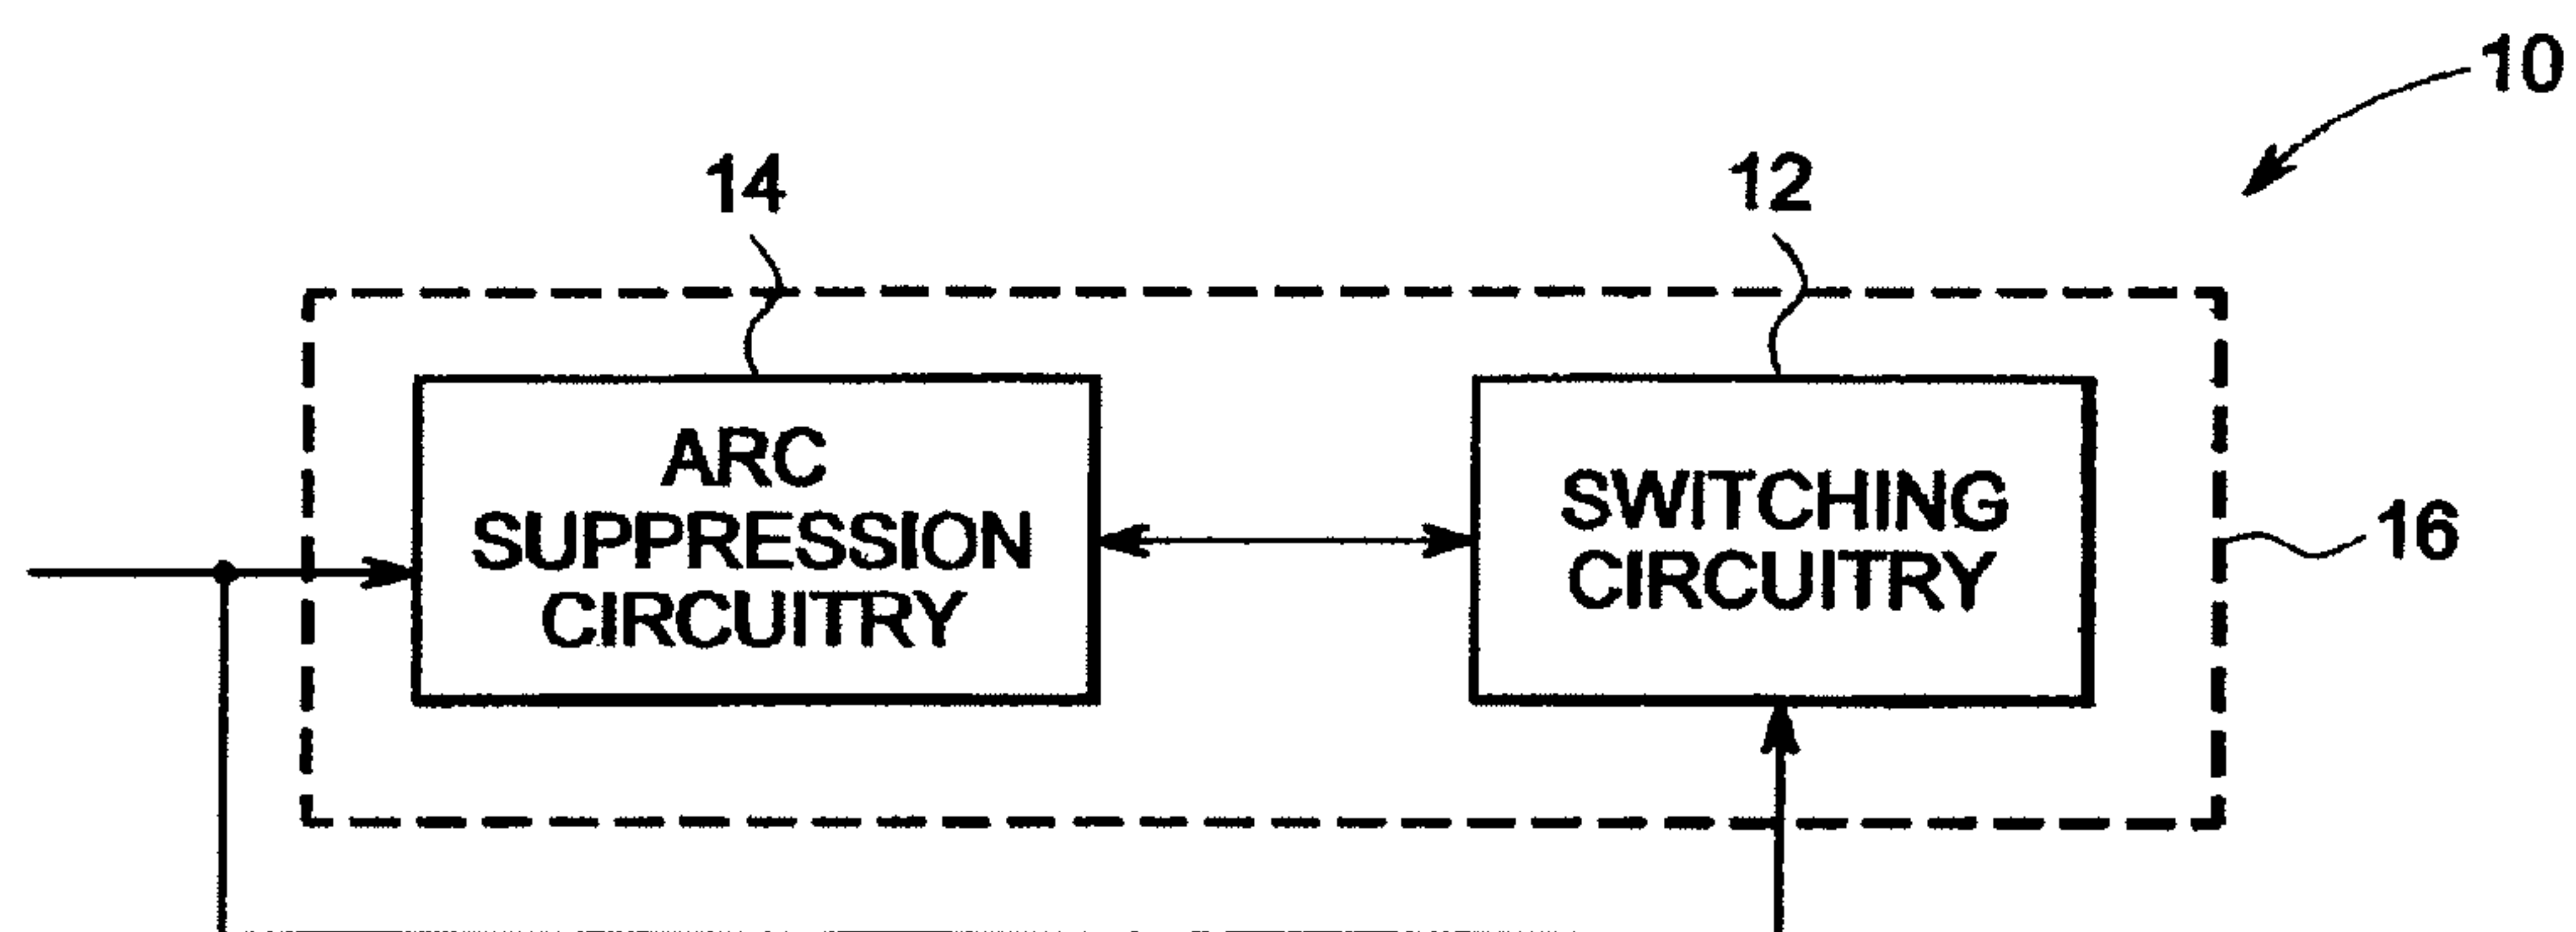 10
14
12
ARC
SUPPRESSION
CIRCUITRY
SWITCHING
CIRCUITRY
16